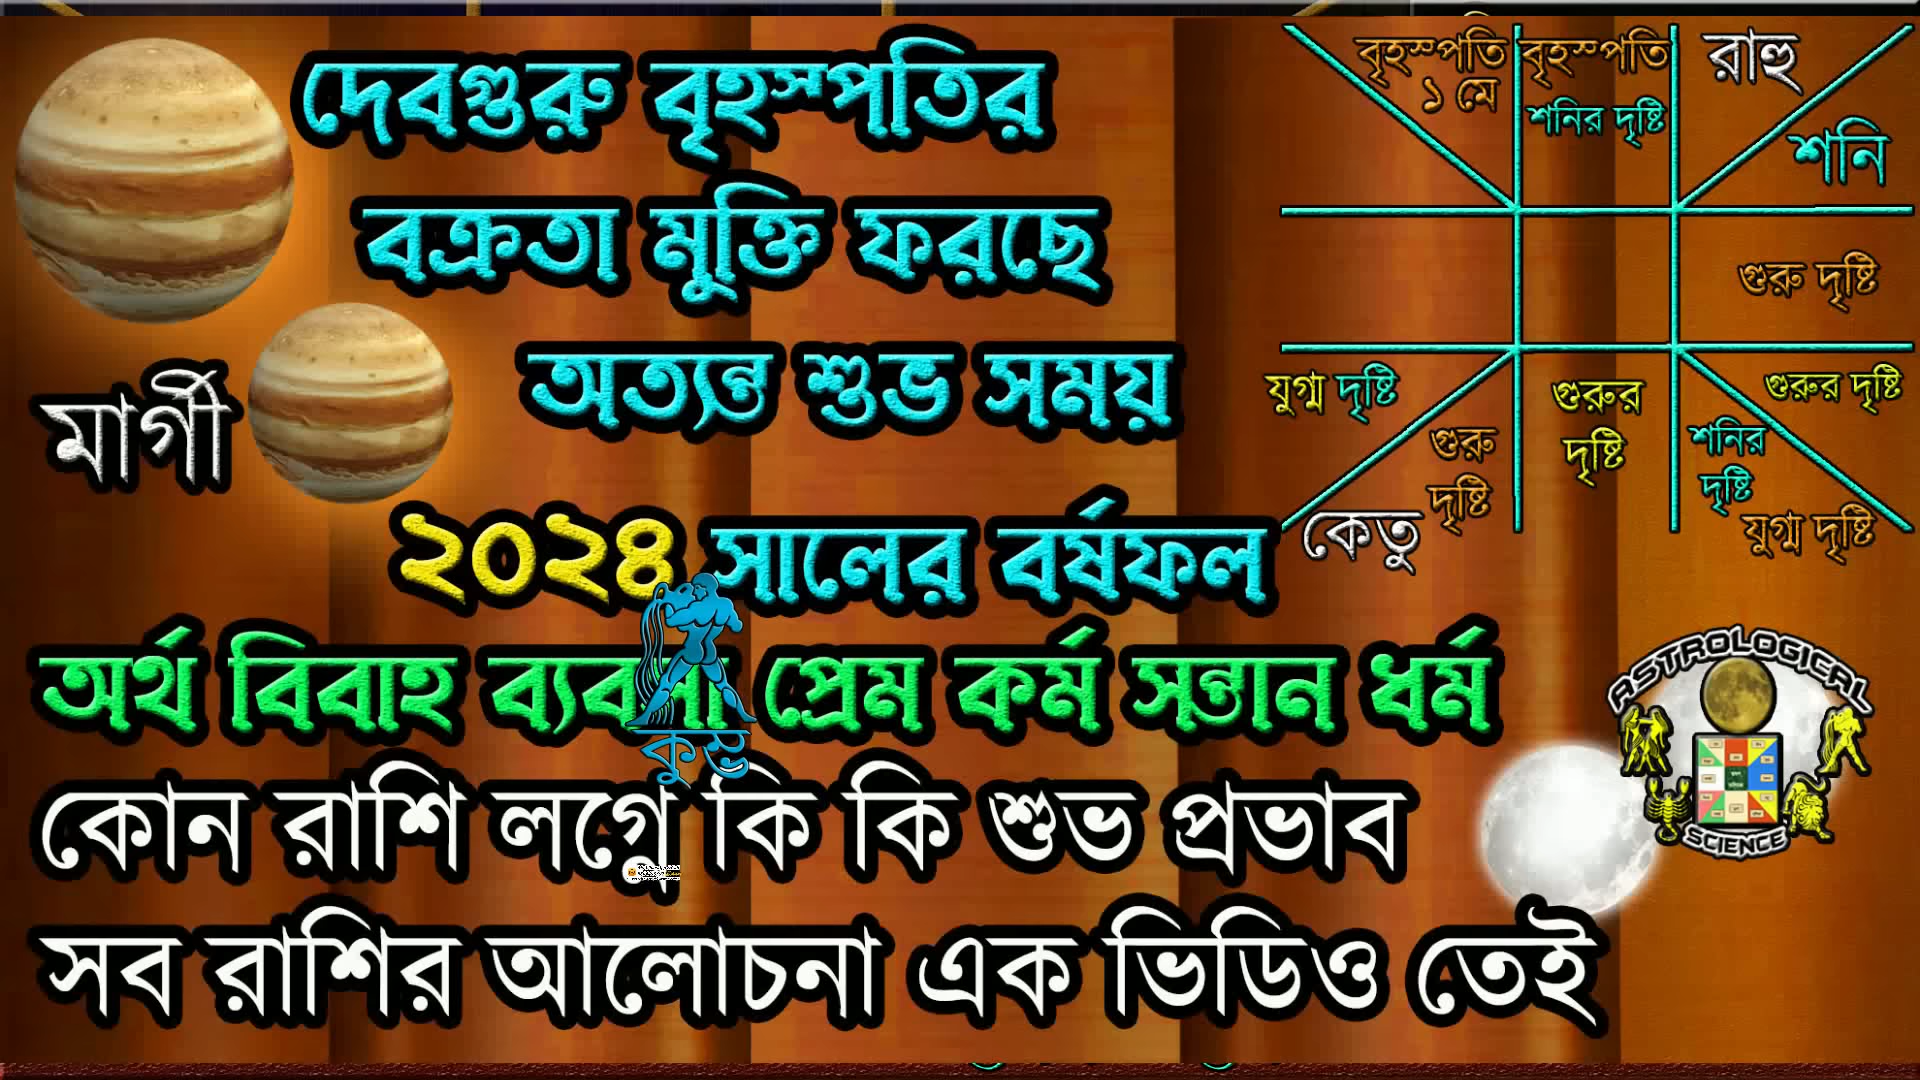 দেবগুরু বৃহস্পতির
বক্রতা মুক্তি ফরছে
মার্গী
অত্যন্ত শুভ সময়
২০২৪ সালের বর্ষফল
অর্থ বিবাহ প্রেম কর্ম সন্তান ধর্ম
কুম্ভ
কোন রাশি লগ্নে কি কি শুভ প্রভাব
সব রাশির আলোচনা এক ভিডিও তেই
বৃহস্পতি
১ মে
বৃহস্পতি
শনির দৃষ্টি
রাহু
শনি
গুরু দৃষ্টি
যুগ্ম দৃষ্টি
গুরু
দৃষ্টি
কেতু
গুরুর
দৃষ্টি
গুরুর দৃষ্টি
শনির
দৃষ্টি
যুগ্ম দৃষ্টি
ASTROLOGICAL
SCIENCE